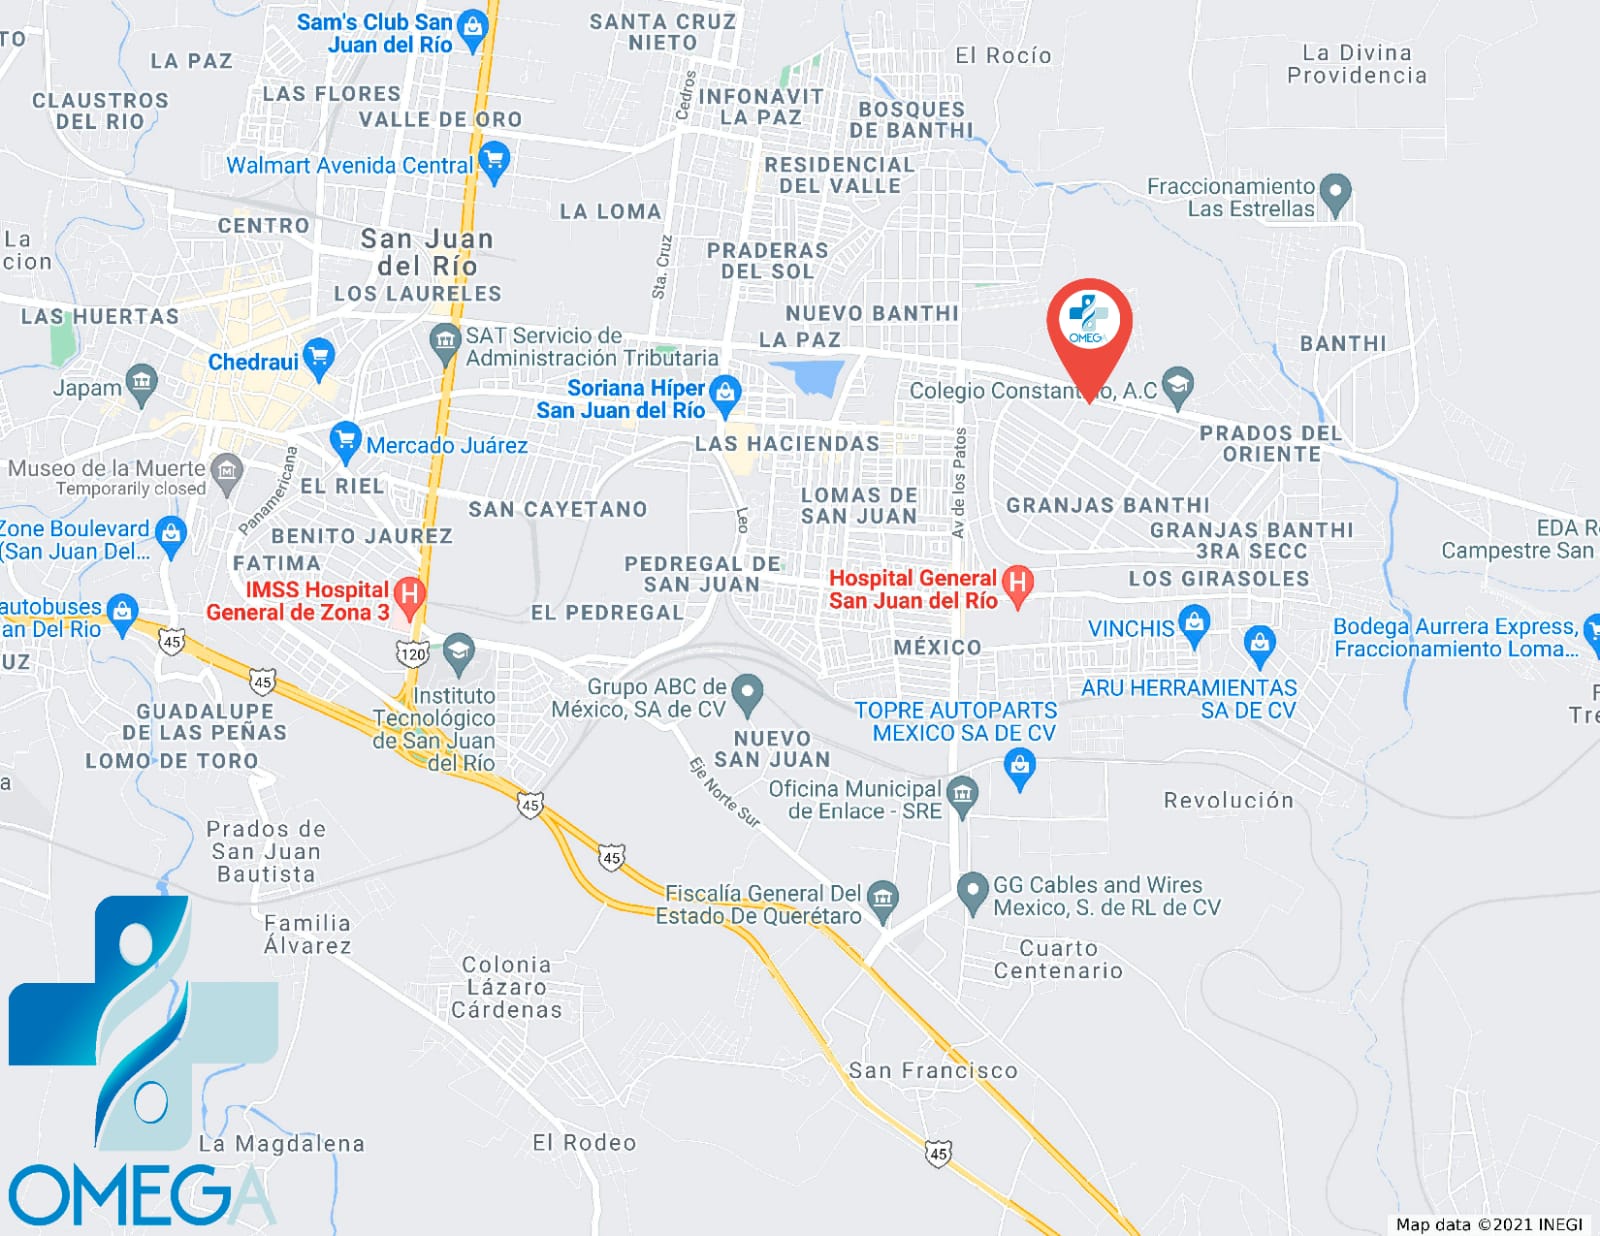 Sam's Club San
Juan del Río
SANTA CRUZ
NIETO
El Rocío
La Divina
Providencia
TO
LA PAZ
CLAUSTROS
DEL RIO
LAS FLORES
VALLE DE ORO
Cedros
INFONAVIT
LA PAZ
BOSQUES
DE BANTHI
Walmart Avenida Central
RESIDENCIAL
DEL VALLE
Fraccionamiento
Las Estrellas
CENTRO
LA LOMA
La
cion
San Juan
del Río
Sta. Cruz
PRADERAS
DEL SOL
LOS LAURELES
LAS HUERTAS
NUEVO BANTHI
OMEGA
SAT Servicio de
Administración Tributaria
LA PAZ
BANTHI
Chedraui
Japam
Soriana Híper
San Juan del Río
Colegio Constan o, A.C
Mercado Juárez
LAS HACIENDAS
PRADOS DEL
ORIENTE
Museo de la Muerte
Temporarily closed
Panamericana
EL RIEL
SAN CAYETANO
Leo
LOMAS DE
SAN JUAN
Av de los Patos
GRANJAS BANTHI
Zone Boulevard
(San Juan Del...
BENITO JAUREZ
FATIMA
GRANJAS BANTHI
3RA SECC
EDA R
Campestre San
PEDREGAL DE
SAN JUAN
IMSS Hospital
General de Zona 3
H
Hospital General
San Juan del Río
H
LOS GIRASOLES
autobuses
an Del Rio
EL PEDREGAL
45
120
MÉXICO
VINCHIS
Bodega Aurrera Express,
Fraccionamiento Loma...
UZ
45
Instituto
Tecnológico
de San Juan
del Río
Grupo ABC de
México, SA de CV
ARU HERRAMIENTAS
SA DE CV
F
Tre
GUADALUPE
DE LAS PEÑAS
TOPRE AUTOPARTS
MEXICO SA DE CV
NUEVO
SAN JUAN
LOMO DE TORO
a
Eje Norte Sur
45
Oficina Municipal
de Enlace - SRE
Revolución
Prados de
San Juan
Bautista
45
Fiscalía General Del
Estado De Querétaro
GG Cables and Wires
Mexico, S. de RL de CV
Familia
Álvarez
Cuarto
Centenario
Colonia
Lázaro
Cárdenas
San Francisco
La Magdalena
El Rodeo
45
OMEGA
Map data ©2021 INEGI